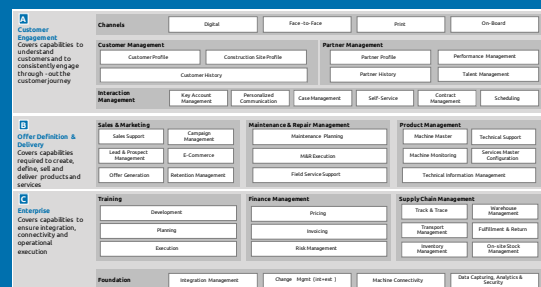 A
Customer
Engagement
Covers capabilities to
understand
customers and to
consistently engage
through -out the
customer journey
Channels
Digital
Face -to- Face
Print
On-Board
Customer Management
Customer Profile
Construction Site Profile
Customer History
Partner Management
Partner Profile
Performance Management
Partner History
Talent Management
Interaction
Management
Key Account
Management
Personalized
Communication
Case Management
Self-Service
Contract
Management
Scheduling
B
Offer Definition &
Delivery
Covers capabilities
required to create,
define, sell and
deliver products and
services
Sales & Marketing
Sales Support
Campaign
Management
Lead & Prospect
Management
E-Commerce
Offer Generation
Retention Management
Maintenance & Repair Management
Maintenance Planning
M&R Execution
Field Service Support
Product Management
Machine Master
Technical Support
Machine Monitoring
Services Master
Configuration
Technical Information Management
C
Enterprise
Covers capabilities to
ensure integration,
connectivity and
operational
execution
Training
Development
Planning
Execution
Finance Management
Pricing
Invoicing
Risk Management
Supply Chain Management
Track & Trace
Warehouse
Management
Transport
Management
Fulfillment & Return
Inventory
Management
On-site Stock
Management
Foundation
Integration Management
Change Mgmt (int+ext )
Machine Connectivity
Data Capturing, Analytics &
Security